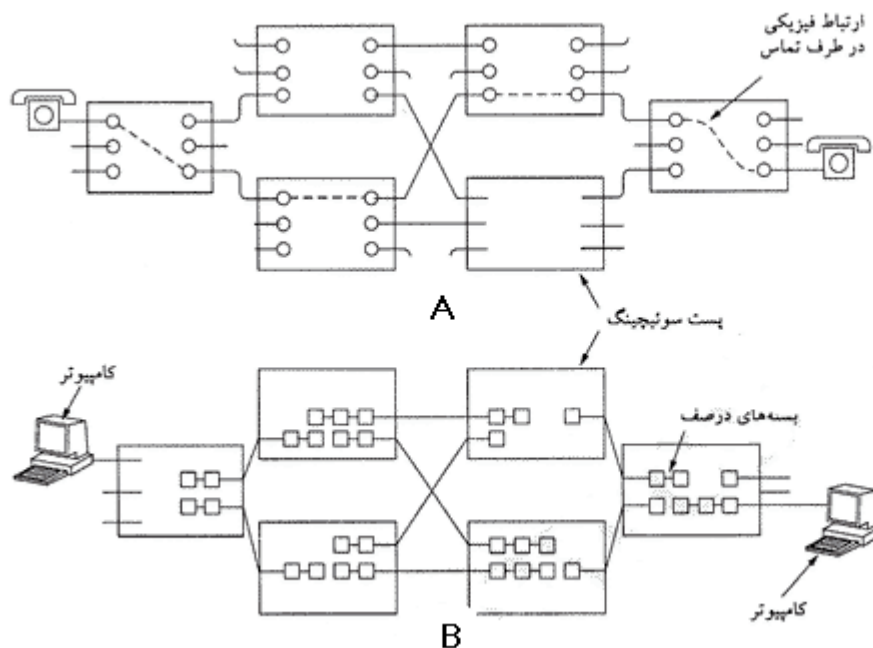 ارتباط فیزیکی
در طرف تماس
A
پست سوئیچینگ
کامپیوتر
بسته‌های درصف
کامپیوتر
B